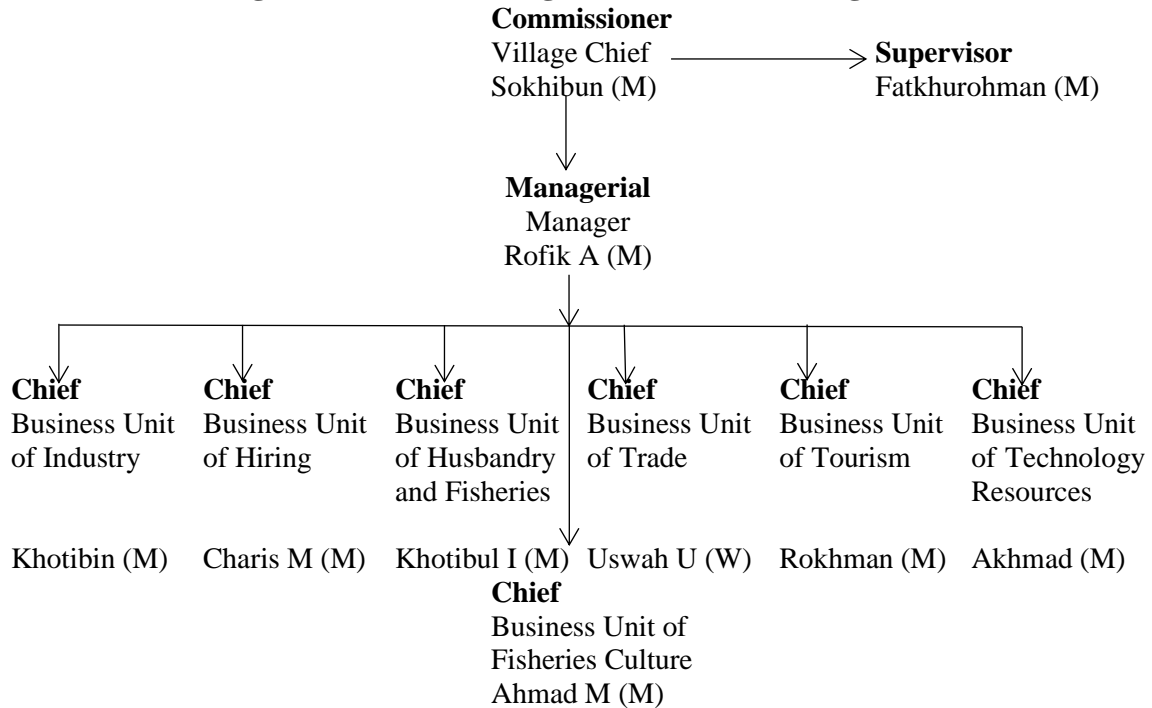 Commissioner
Village Chief
Sokhibun (M)
Supervisor
Fatkhurohman (M)
Managerial
Manager
Rofik A (M)
Chief
Business Unit
of Industry
Khotibin (M)
Chief
Business Unit
of Hiring
Charis M (M)
Chief
Business Unit
of Husbandry
and Fisheries
Khotibul I (M)
Chief
Business Unit
of Trade
Uswah U (W)
Chief
Business Unit
of Tourism
Rokhman (M)
Chief
Business Unit
of Technology
Resources
Akhmad (M)
Chief
Business Unit of
Fisheries Culture
Ahmad M (M)